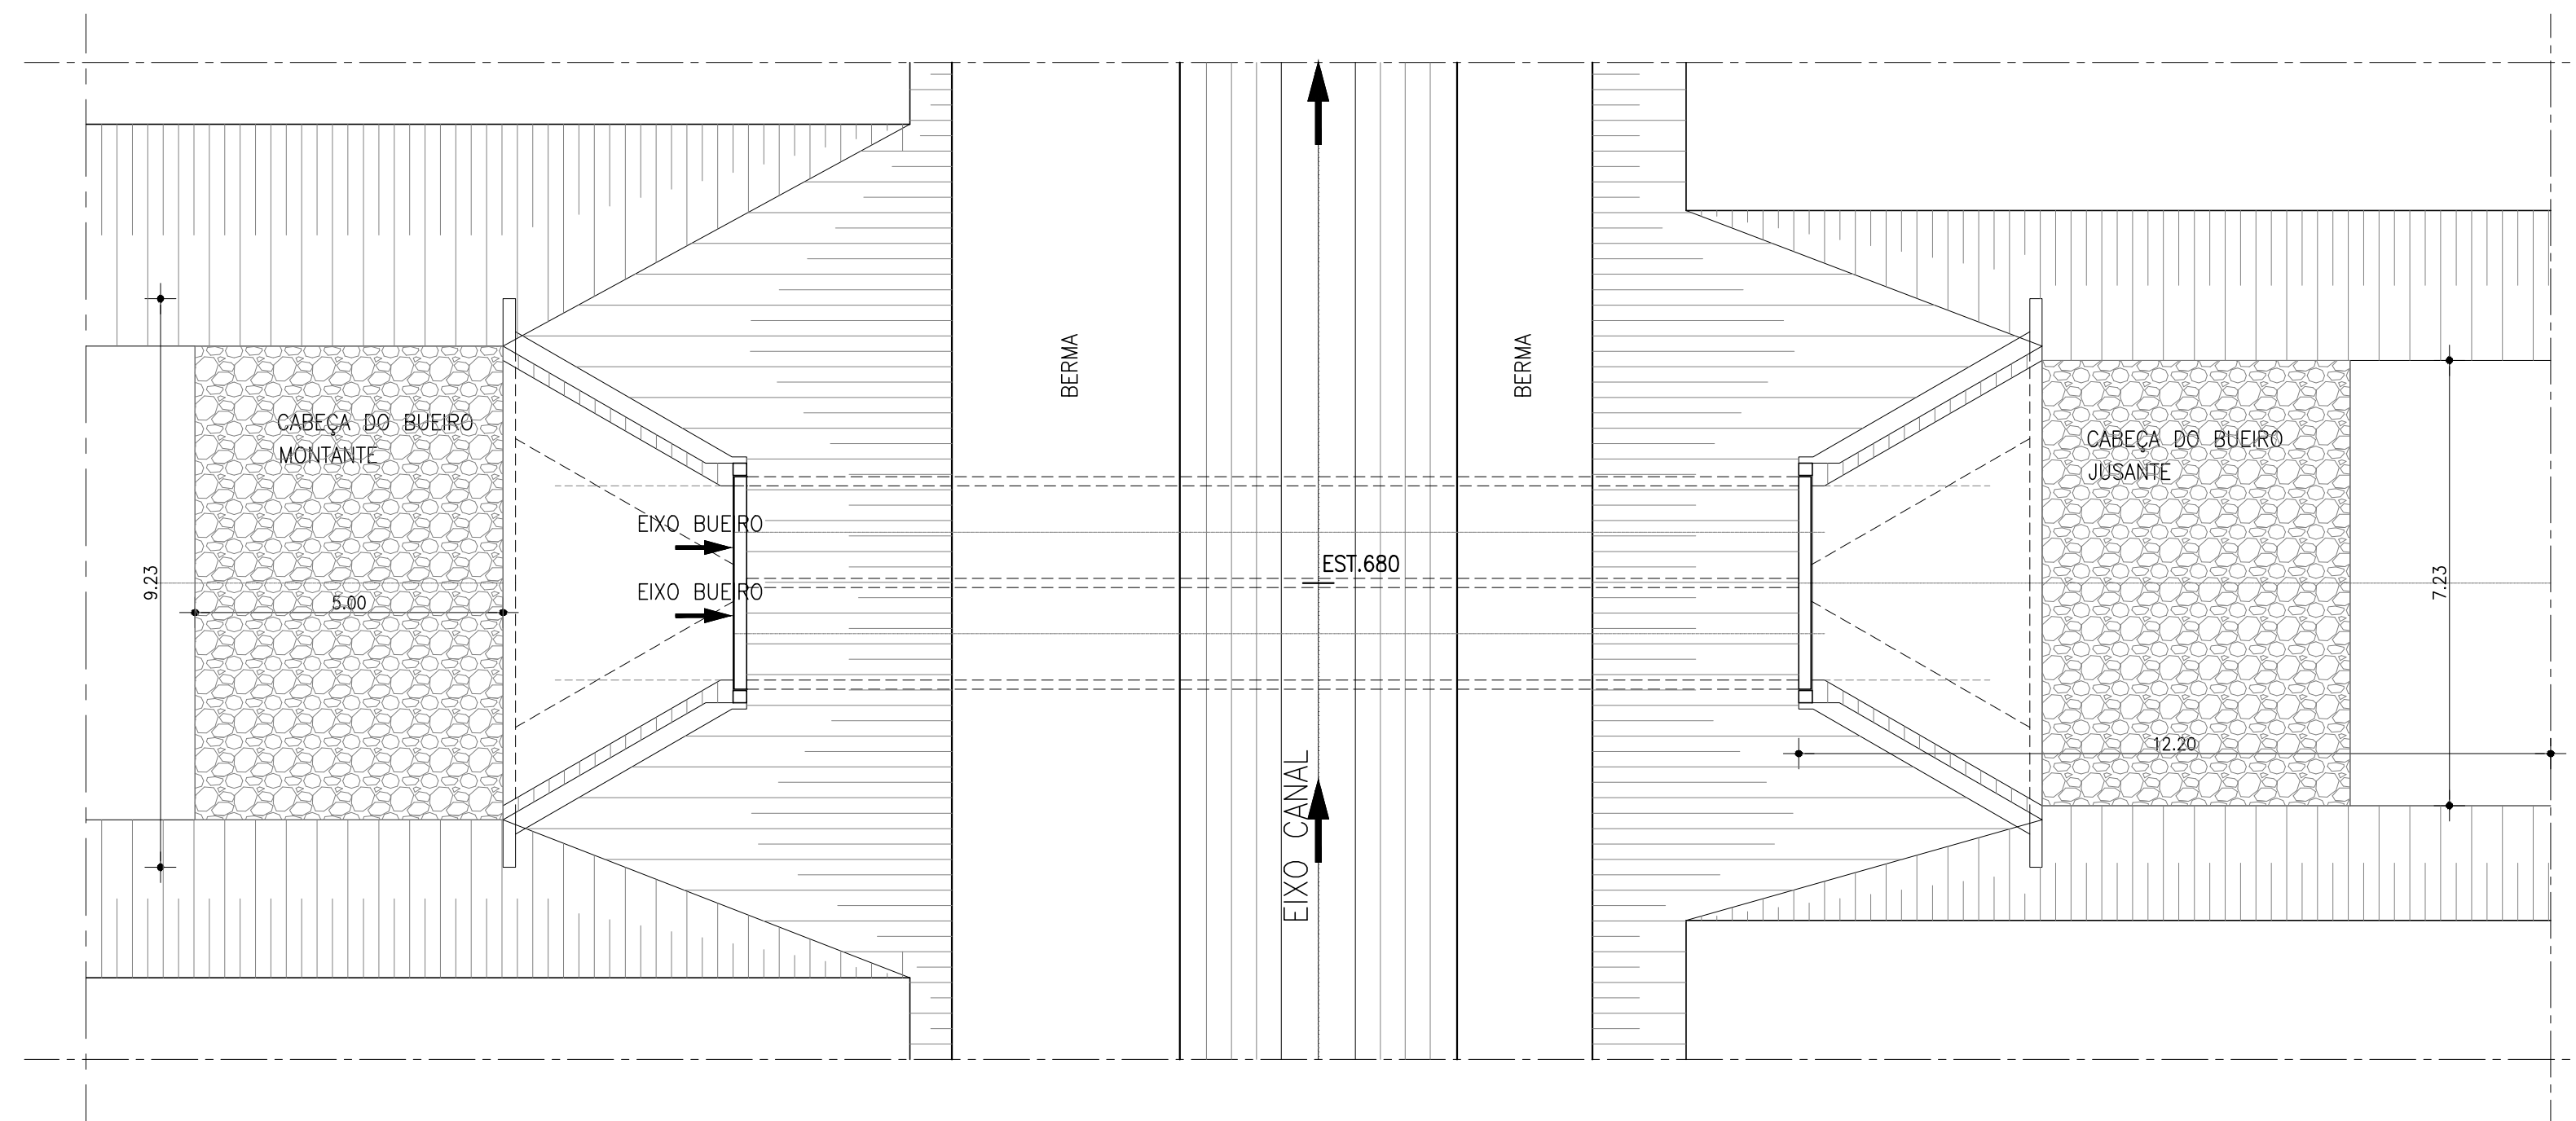 BERMA
BERMA
CABEÇA DO BUEIRO
MONTANTE
CABEÇA DO BUEIRO
JUSANTE
EIXO BUEIRO
EST.680
9.23
7.23
EIXO BUEIRO
5.00
12.20
EIXO CANAL